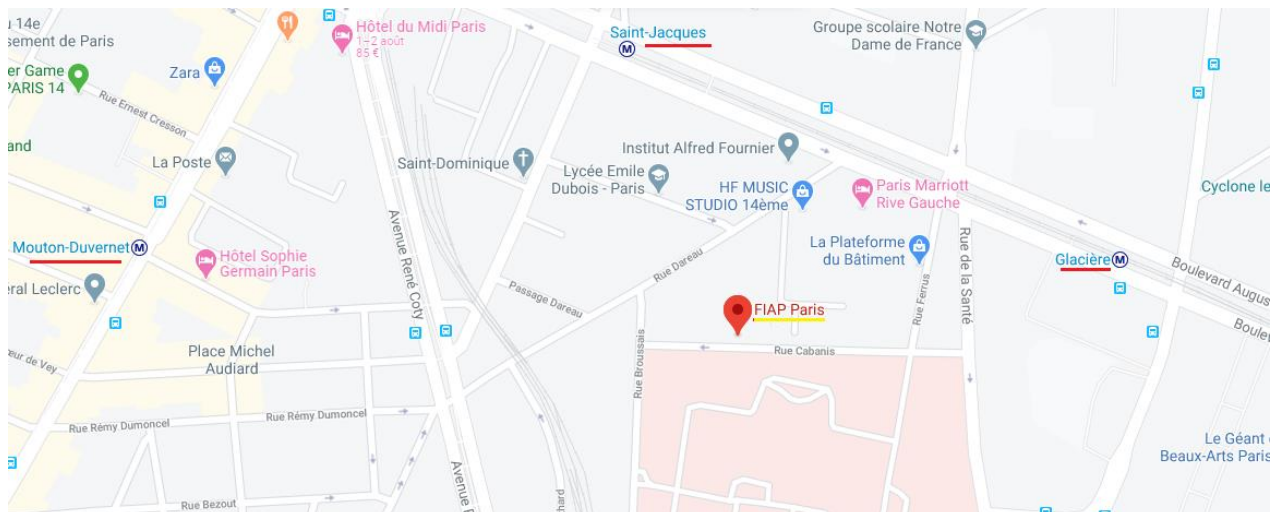 14e
sement de Paris
er Game
PARIS 14
Zara
Rue Ernest Cresson
and
La Poste
Mouton-Duvernet
M
eral Leclerc
Hôtel Sophie
Germain Paris
Place Michel
Audiard
Rue Rémy Dumoncel
Rue Rémy Dumoncel
Rue Bezout
Hôtel du Midi Paris
1–2 août
85 €
Saint-Dominique
Avenue René Coty
Passage Dareau
Saint-Jacques
M
Groupe scolaire Notre
Dame de France
Institut Alfred Fournier
Lycée Emile
Dubois - Paris
HF MUSIC
STUDIO 14ème
Paris Marriott
Rive Gauche
La Plateforme
du Bâtiment
Rue Dareau
FIAP Paris
Rue Cabanis
Rue Broussais
Rue Ferrus
Rue de la Santé
Glacière
M
Boulevard Augus
Boulev
Cyclone le
Le Géant
Beaux-Arts Paris